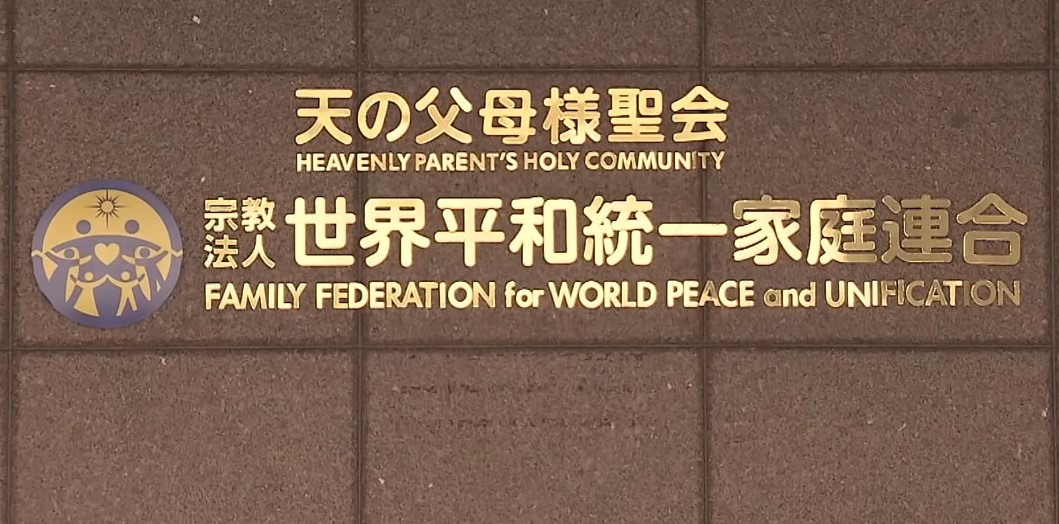 天の父母様聖会
HEAVENLY PARENT'S HOLY COMMUNITY
宗教法人 世界平和統一家庭連合
FAMILY FEDERATION for WORLD PEACE and UNIFICATION